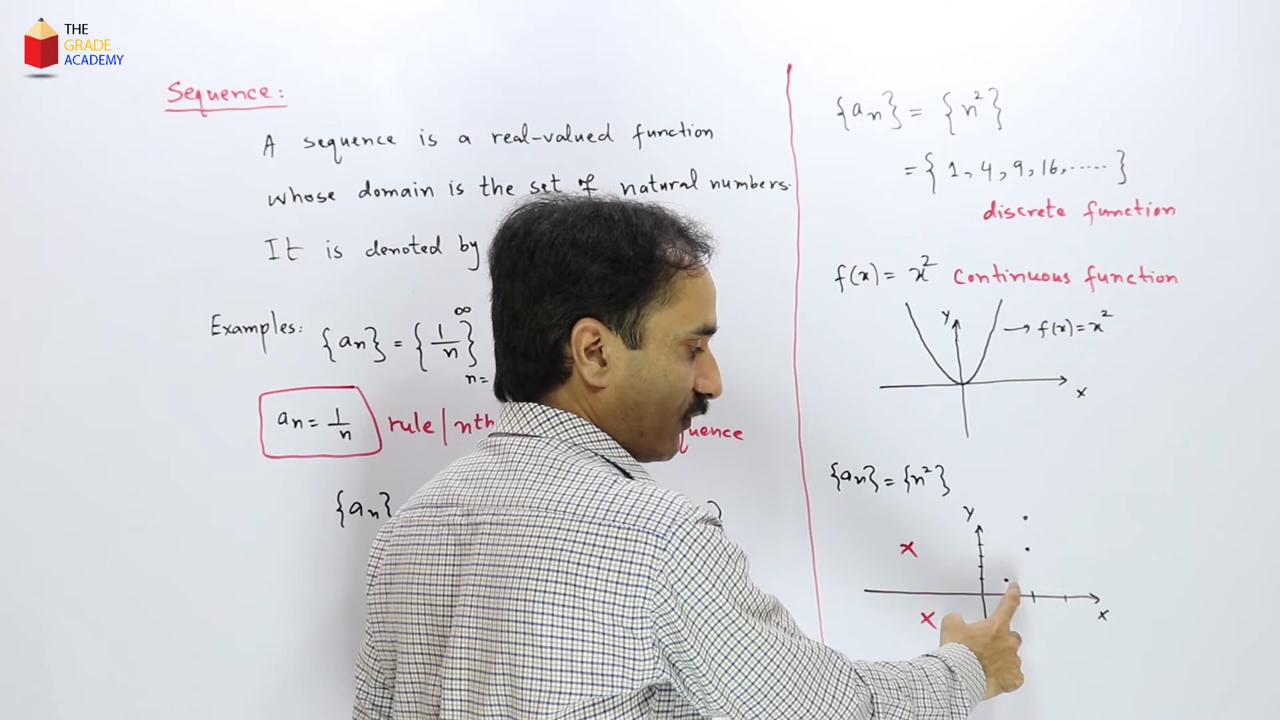 THE
GRADE
ACADEMY
Sequence:
A sequence is a real-valued function
whose domain is the set of natural numbers.
It is denoted by
Examples: {an} = {1/n}∞ n=
an = 1/n rule/nth
{an}
{an} = {n²}
= {1, 4, 9, 16, ..... }
discrete function
f(x) = x² continuous function
y
→ f(x) = x²
x
{an} = {n²}
y
x